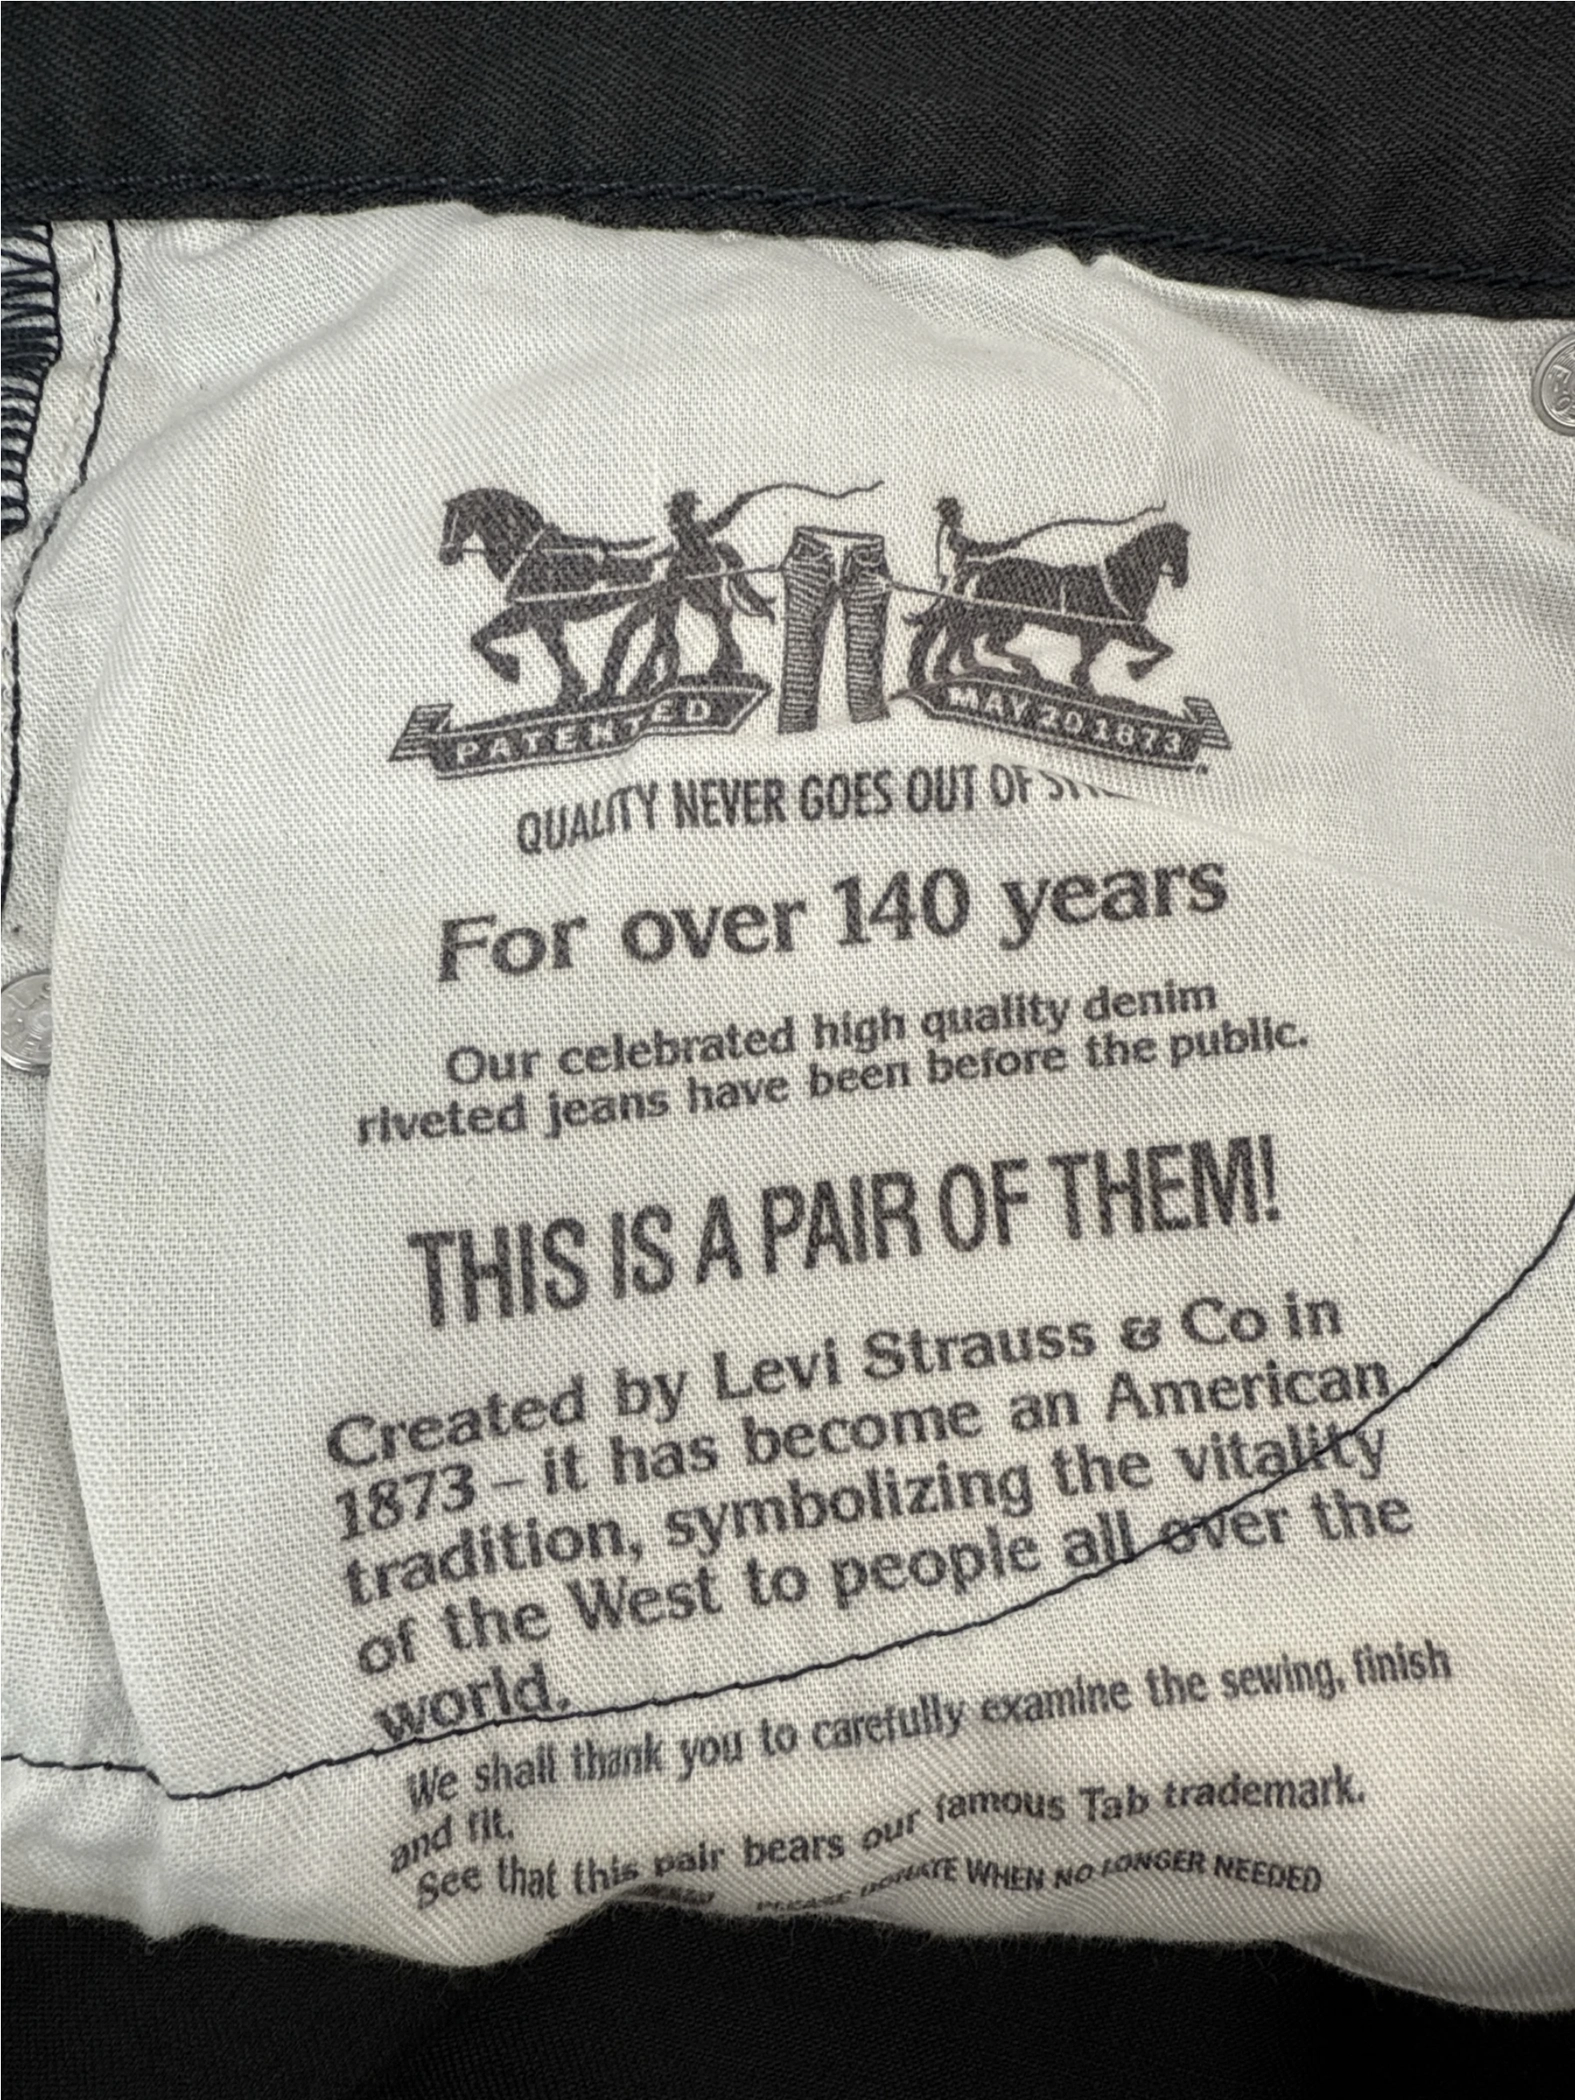 PATENTED
MAY 20 1873
QUALITY NEVER GOES OUT OF
For over 140 years
Our celebrated high quality denim
riveted jeans have been before the public.
THIS IS A PAIR OF THEM!
Created by Levi Strauss & Co in
1873 – it has become an American
tradition, symbolizing the vitality
of the West to people all over the
world.
We shall thank you to carefully examine the sewing, finish
and fit.
See that this pair bears our famous Tab trademark.
PLEASE DONATE WHEN NO LONGER NEEDED